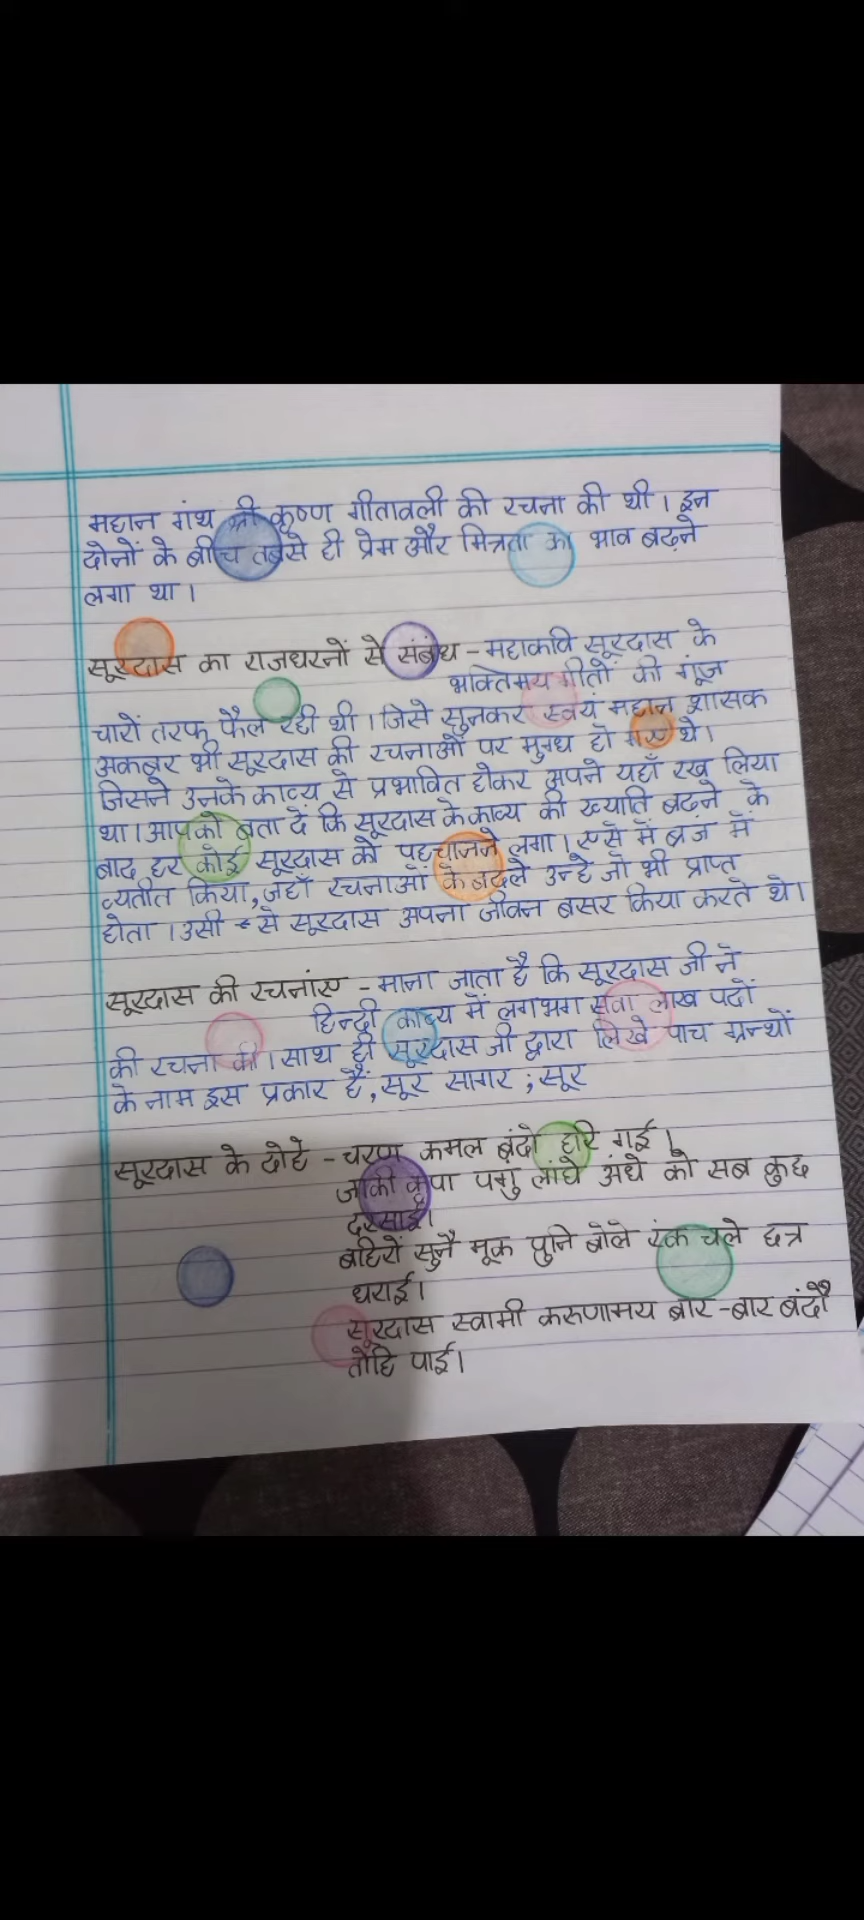 महान गंथ श्री कृष्ण गीतावली की रचना की थी । इन
दोनों के बीच तबसे ही प्रेम और मित्रता का भाव बढ़ने
लगा था ।
सूरदास का राजधरनों से संबंध - महाकवि सूरदास के
भक्तिमय गीतों की गूंज
चारों तरफ फैल रही थी । जिसे सुनकर स्वयं महान शासक
अकबर भी सूरदास की रचनाओं पर मुग्ध हो गए थे।
जिसने उनके काव्य से प्रभावित होकर अपने यहाँ रख लिया
था । आपको बता दे कि सूरदास के काव्य की ख्याति बढ़ने के
बाद हर कोई सूरदास को पहचानने लगा । एसे में ब्रज में
व्यतीत किया, जहाँ रचनाओं के बदले उन्हे जो भी प्राप्त
होता । उसी से सूरदास अपना जीवन बसर किया करते थे।
सूरदास की रचनांए - माना जाता है कि सूरदास जी ने
हिन्दी काव्य में लगभग सवा लाख पदों
की रचना की । साथ ही सूरदास जी द्वारा लिखे पाच ग्रन्थों
के नाम इस प्रकार हैं, सूर सागर ; सूर
सूरदास के दोहे - चरण कमल बंदो हरि गई ।
जाकी कृपा पगुं लांघे अंधे को सब कुछ
दरसाई।
बहिरों सुनै मूक पुनि बोले रंक चले छत्र
धराई।
सूरदास स्वामी करुणामय बार - बार बंदौ
तोहि पाई।